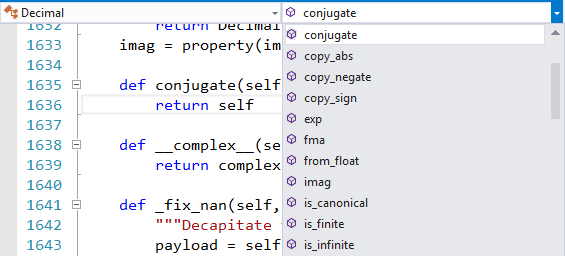 Decimal
conjugate
1632 return Decimal
1633 imag = property(im
1634
1635 def conjugate(self
1636 return self
1637
1638 def __complex__(se
1639 return complex
1640
1641 def _fix_nan(self,
1642 """Decapitate
1643 payload = self
conjugate
copy_abs
copy_negate
copy_sign
exp
fma
from_float
imag
is_canonical
is_finite
is_infinite